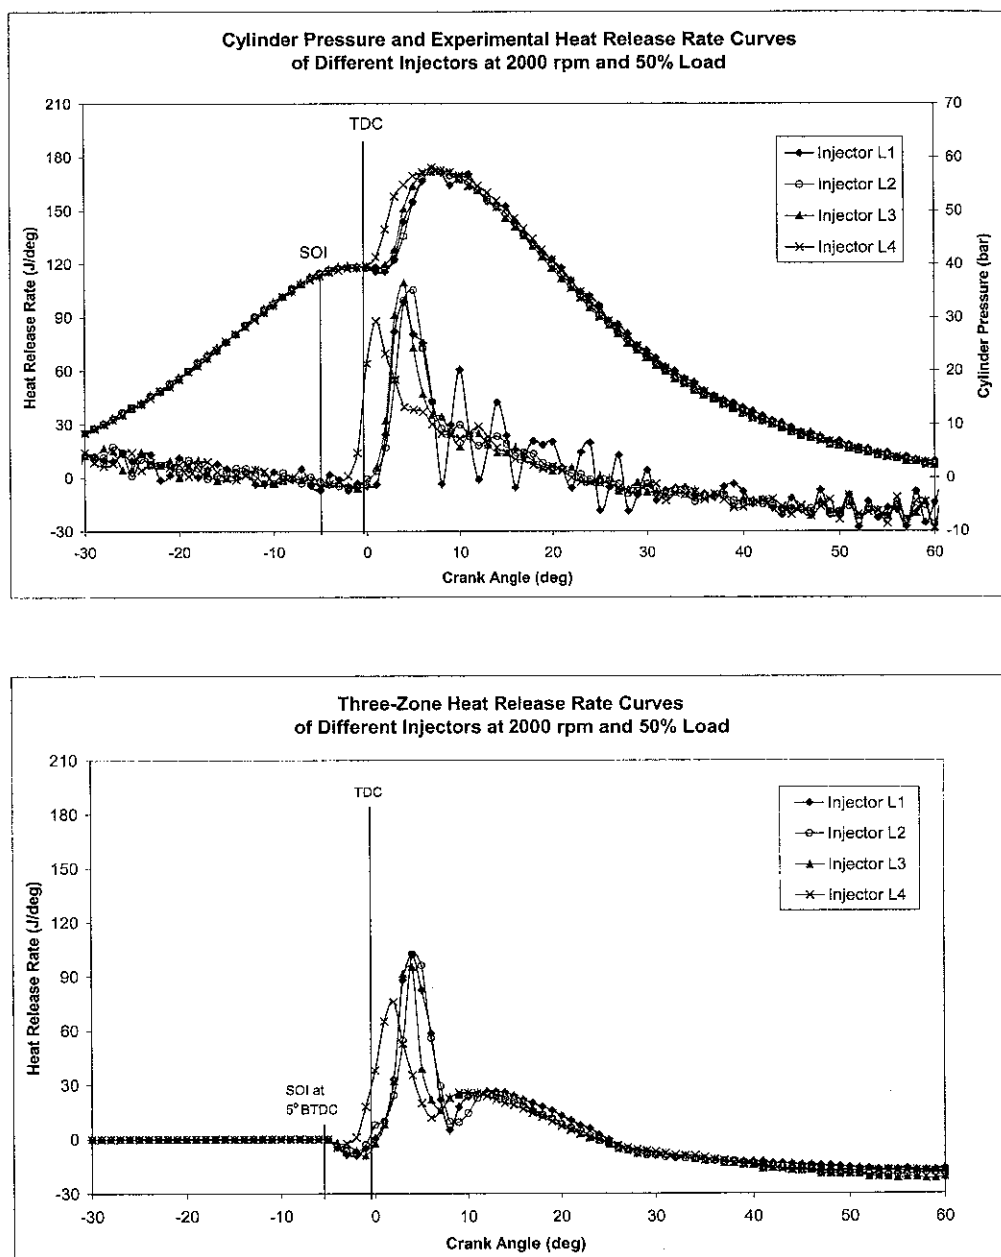 Cylinder Pressure and Experimental Heat Release Rate Curves
of Different Injectors at 2000 rpm and 50% Load
210
180
150
120
90
60
30
0
-30
Heat Release Rate (J/deg)
TDC
SOI
Injector L1
Injector L2
Injector L3
Injector L4
70
60
50
40
30
20
10
0
-10
Cylinder Pressure (bar)
-30 -20 -10 0 10 20 30 40 50 60
Crank Angle (deg)
Three-Zone Heat Release Rate Curves
of Different Injectors at 2000 rpm and 50% Load
210
180
150
120
90
60
30
0
-30
Heat Release Rate (J/deg)
TDC
SOI at
5° BTDC
Injector L1
Injector L2
Injector L3
Injector L4
-30 -20 -10 0 10 20 30 40 50 60
Crank Angle (deg)